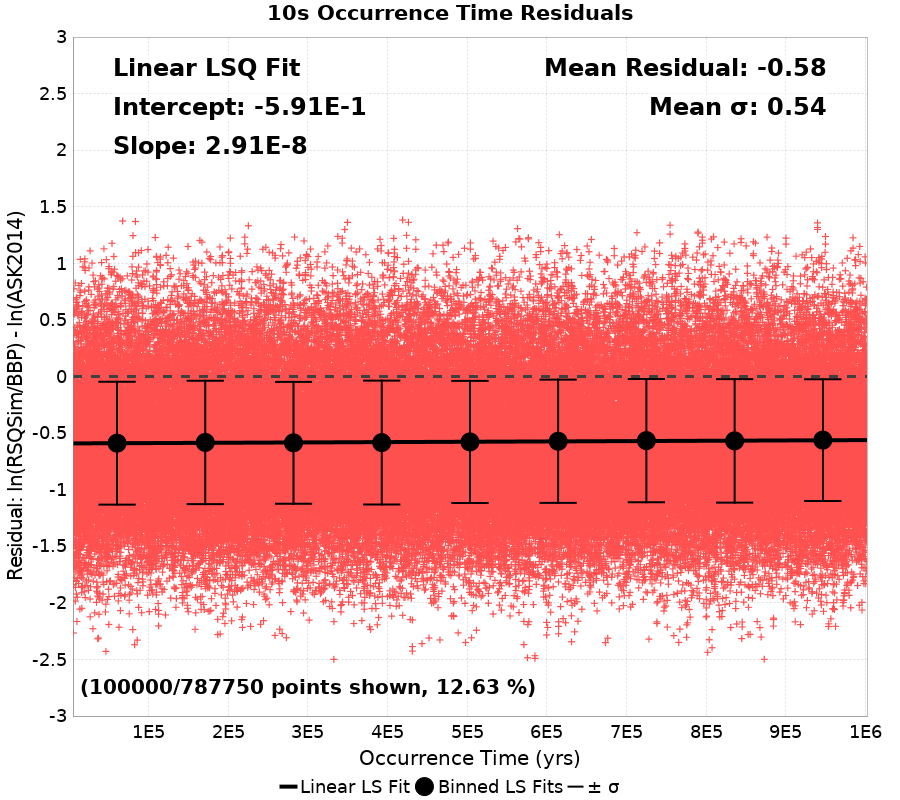 10s Occurrence Time Residuals
Linear LSQ Fit
Intercept: -5.91E-1
Slope: 2.91E-8
Mean Residual: -0.58
Mean σ: 0.54
Residual: ln(RSQSim/BBP) - ln(ASK2014)
3
2.5
2
1.5
1
0.5
0
-0.5
-1
-1.5
-2
-2.5
-3
(100000/787750 points shown, 12.63 %)
1E5 2E5 3E5 4E5 5E5 6E5 7E5 8E5 9E5 1E6
Occurrence Time (yrs)
Linear LS Fit Binned LS Fits ± σ